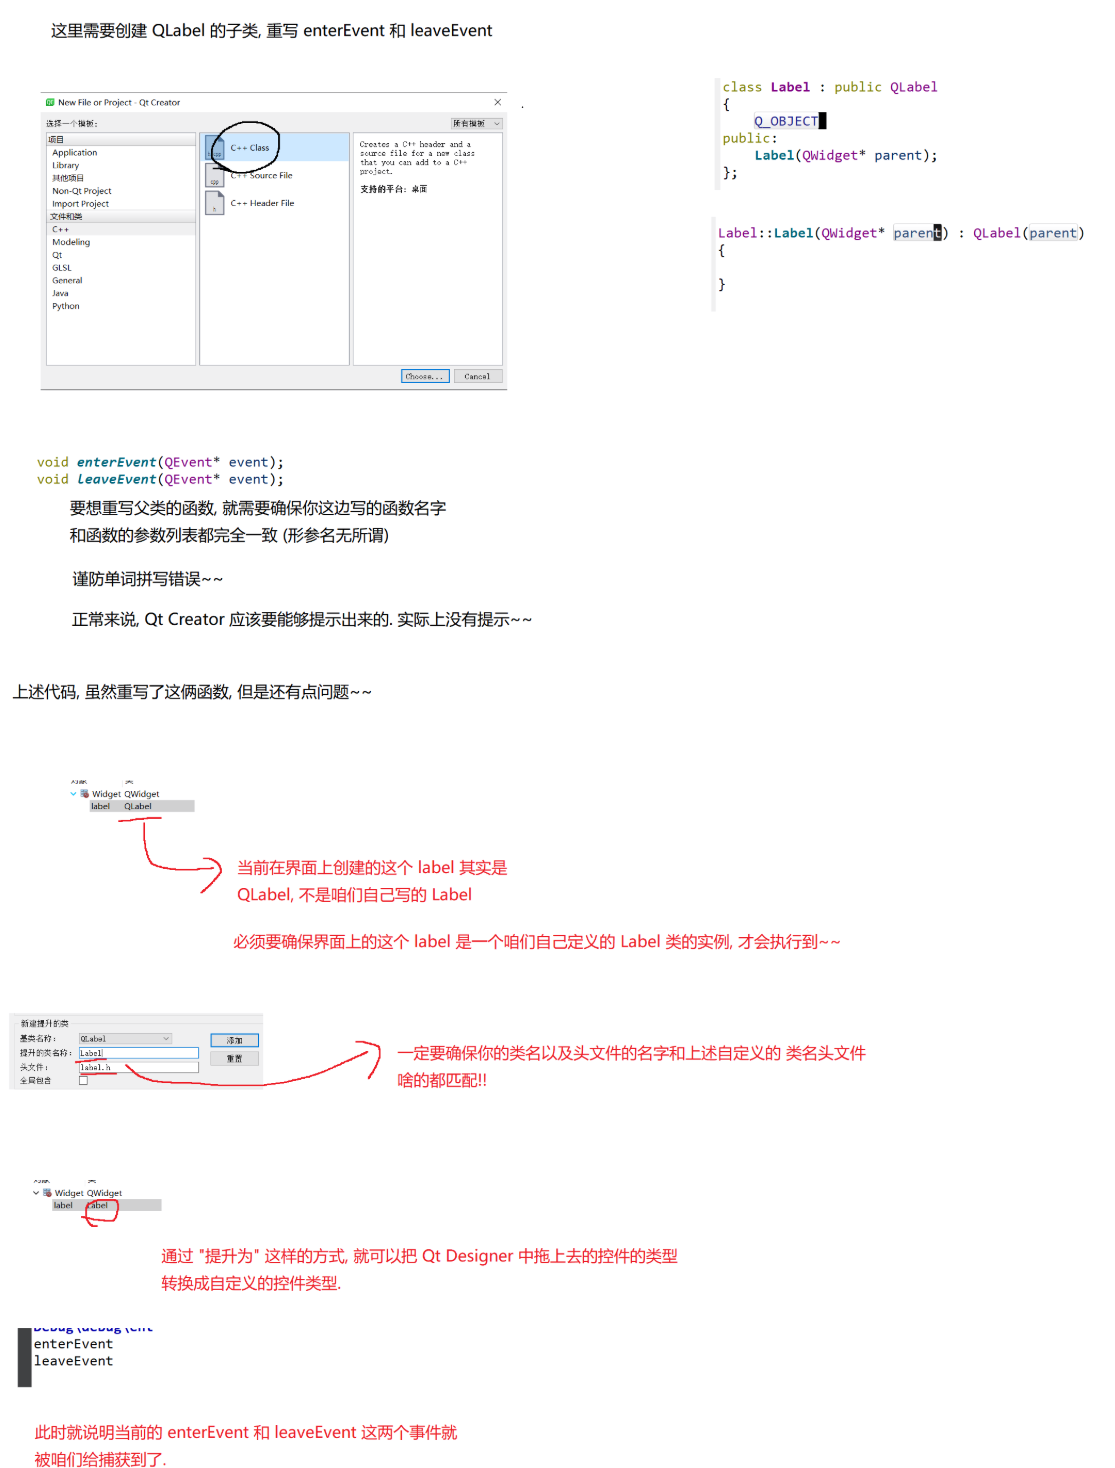 这里需要创建 QLabel 的子类, 重写 enterEvent 和 leaveEvent
New File or Project - Qt Creator
选择一个模板:
所有模板
项目
Application
Library
其他项目
Non-Qt Project
Import Project
文件和类
C++
Modeling
Qt
GLSL
General
Java
Python
C++ Class
C++ Source File
C++ Header File
Creates a C++ header and a
source file for a new class
that you can add to a C++
project.
支持的平台: 桌面
Choose...
Cancel
class Label : public QLabel
{
Q_OBJECT
public:
Label(QWidget* parent);
};
Label::Label(QWidget* parent) : QLabel(parent)
{
}
void enterEvent(QEvent* event);
void leaveEvent(QEvent* event);
要想重写父类的函数, 就需要确保你这边写的函数名字
和函数的参数列表都完全一致 (形参名无所谓)
谨防单词拼写错误~~
正常来说, Qt Creator 应该要能够提示出来的. 实际上没有提示~~
上述代码, 虽然重写了这俩函数, 但是还有点问题~~
Widget QWidget
label QLabel
当前在界面上创建的这个 label 其实是
QLabel, 不是咱们自己写的 Label
必须要确保界面上的这个 label 是一个咱们自己定义的 Label 类的实例, 才会执行到~~
新建提升的类
基类名称: QLabel
添加
提升的类名称: Label
重置
头文件: label.h
全局包含
一定要确保你的类名以及头文件的名字和上述自定义的 类名头文件
啥的都匹配!!
Widget QWidget
label Label
通过 "提升为" 这样的方式, 就可以把 Qt Designer 中拖上去的控件的类型
转换成自定义的控件类型.
enterEvent
leaveEvent
此时就说明当前的 enterEvent 和 leaveEvent 这两个事件就
被咱们给捕获到了.